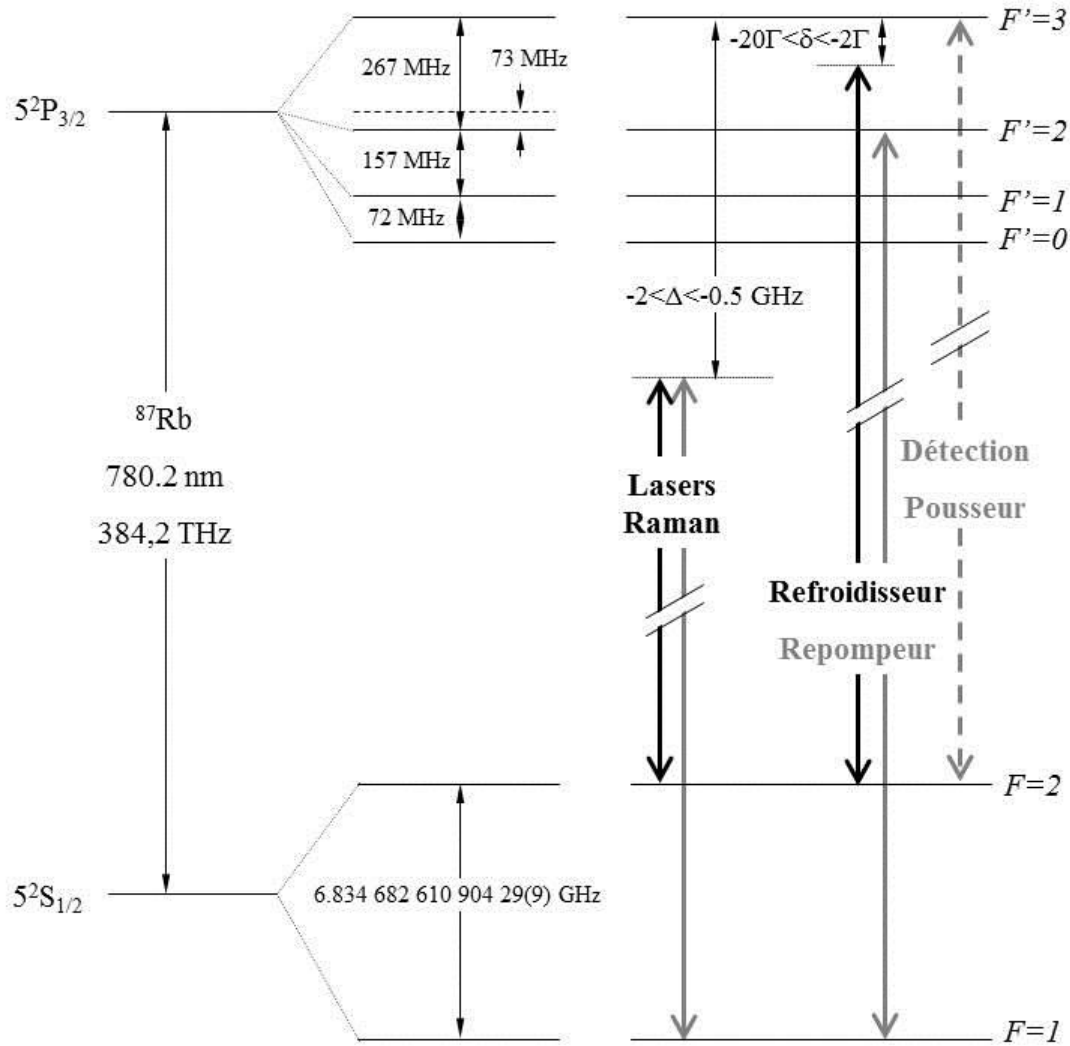 F'=3
-20Γ<δ<-2Γ
73 MHz
267 MHz
5²P₃/₂
F'=2
157 MHz
F'=1
72 MHz
F'=0
-2<Δ<-0.5 GHz
⁸⁷Rb
780.2 nm
384,2 THz
Détection
Pousseur
Lasers
Raman
Refroidisseur
Repompeur
F=2
5²S₁/₂
6.834 682 610 904 29(9) GHz
F=1